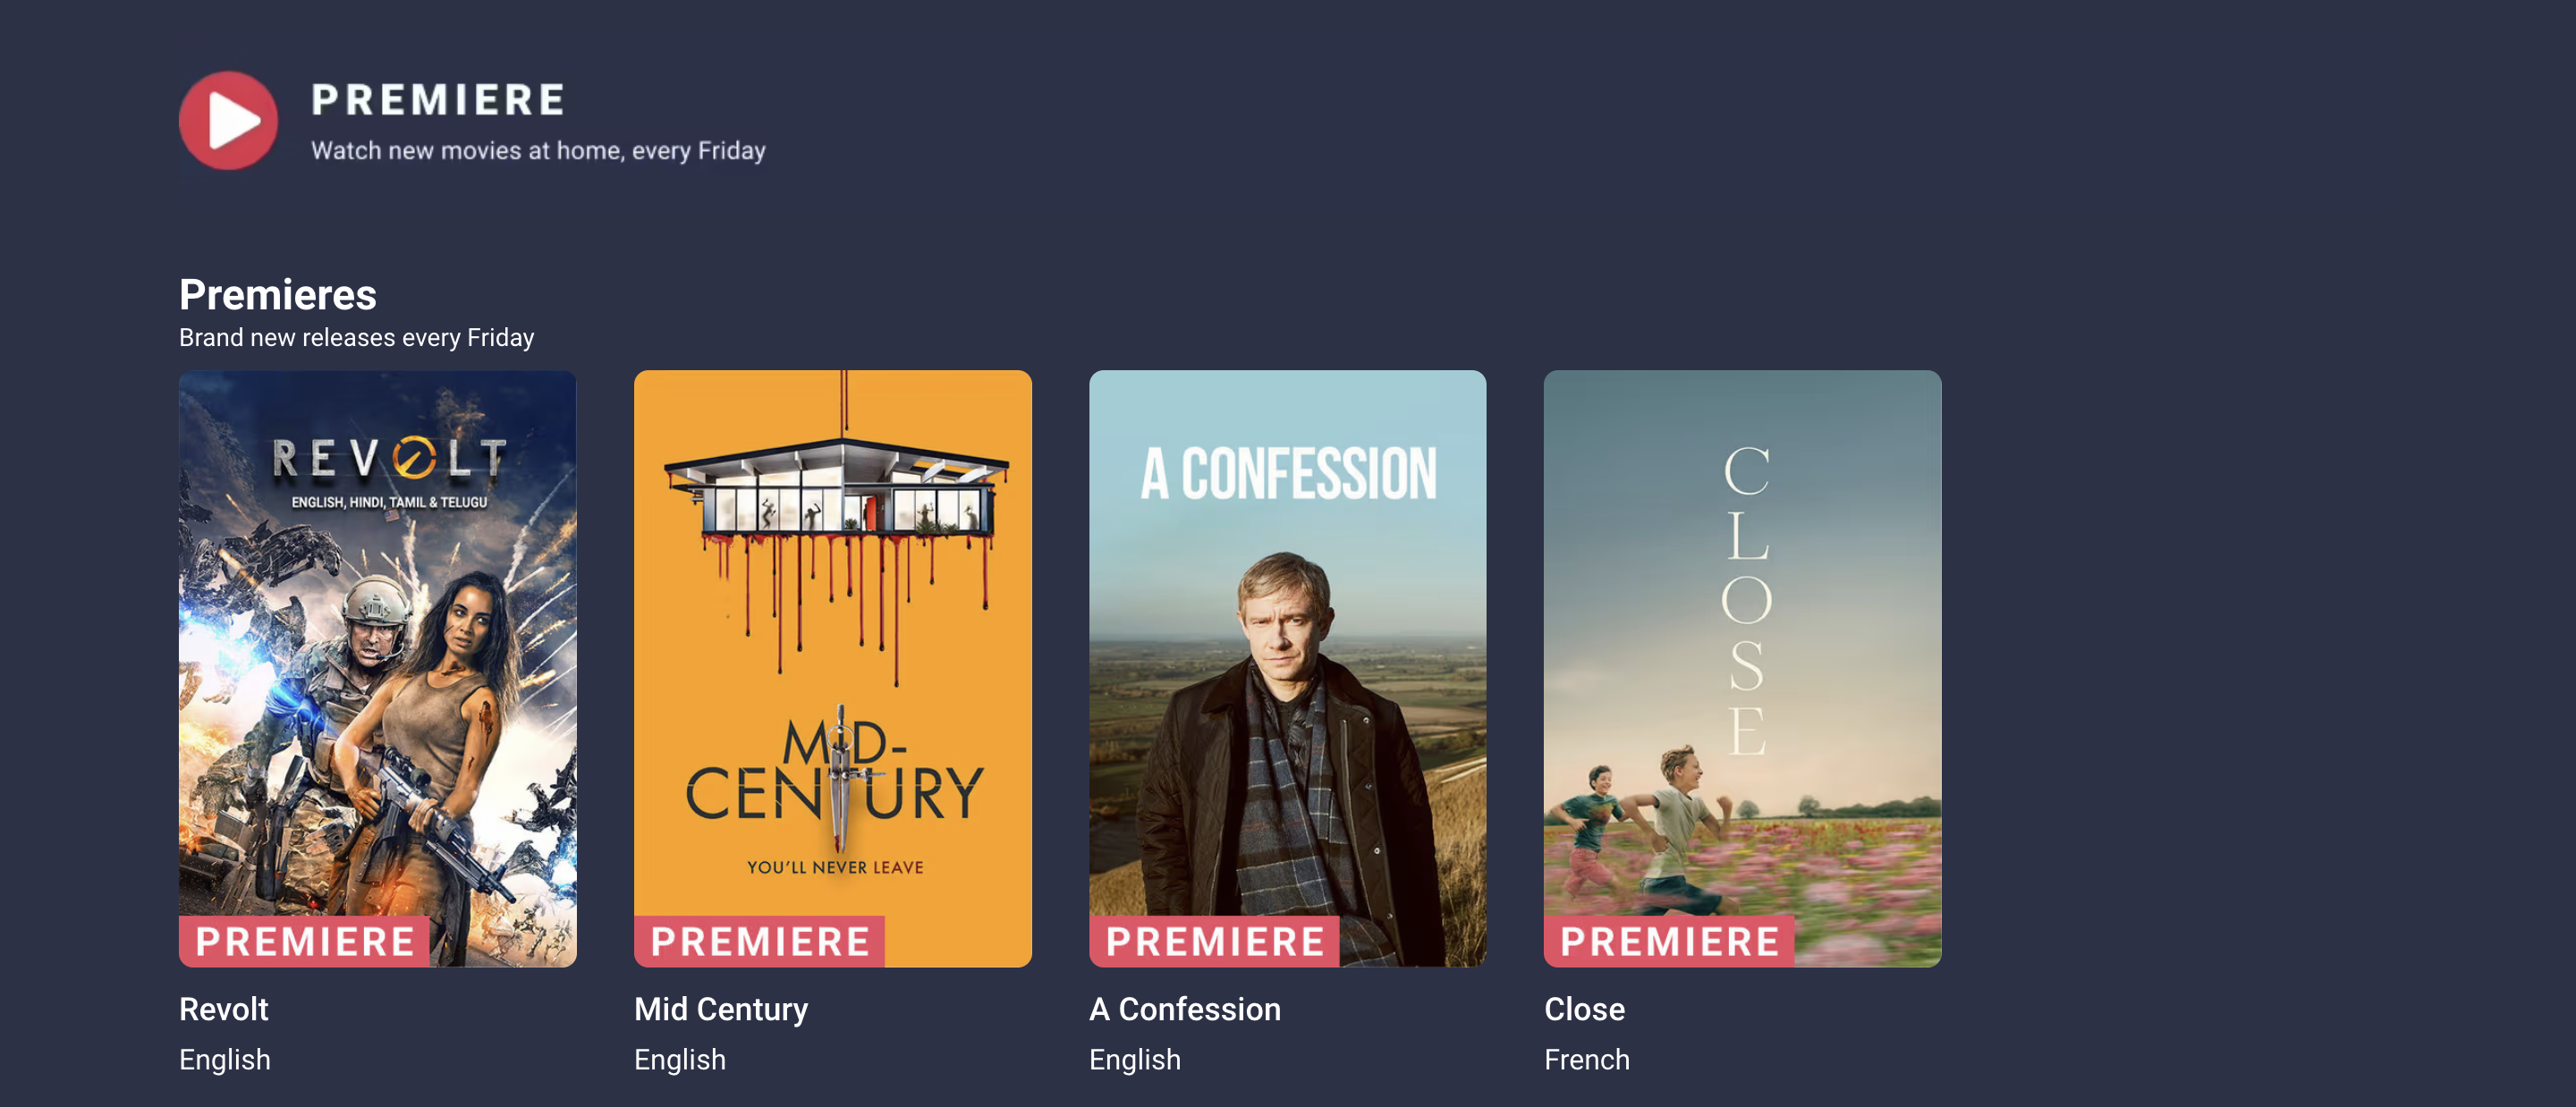 PREMIERE
Watch new movies at home, every Friday
Premieres
Brand new releases every Friday
REVOLT
ENGLISH, HINDI, TAMIL & TELUGU
PREMIERE
Revolt
English
MID-
CENTURY
YOU'LL NEVER LEAVE
PREMIERE
Mid Century
English
A CONFESSION
PREMIERE
A Confession
English
C
L
O
S
E
PREMIERE
Close
French